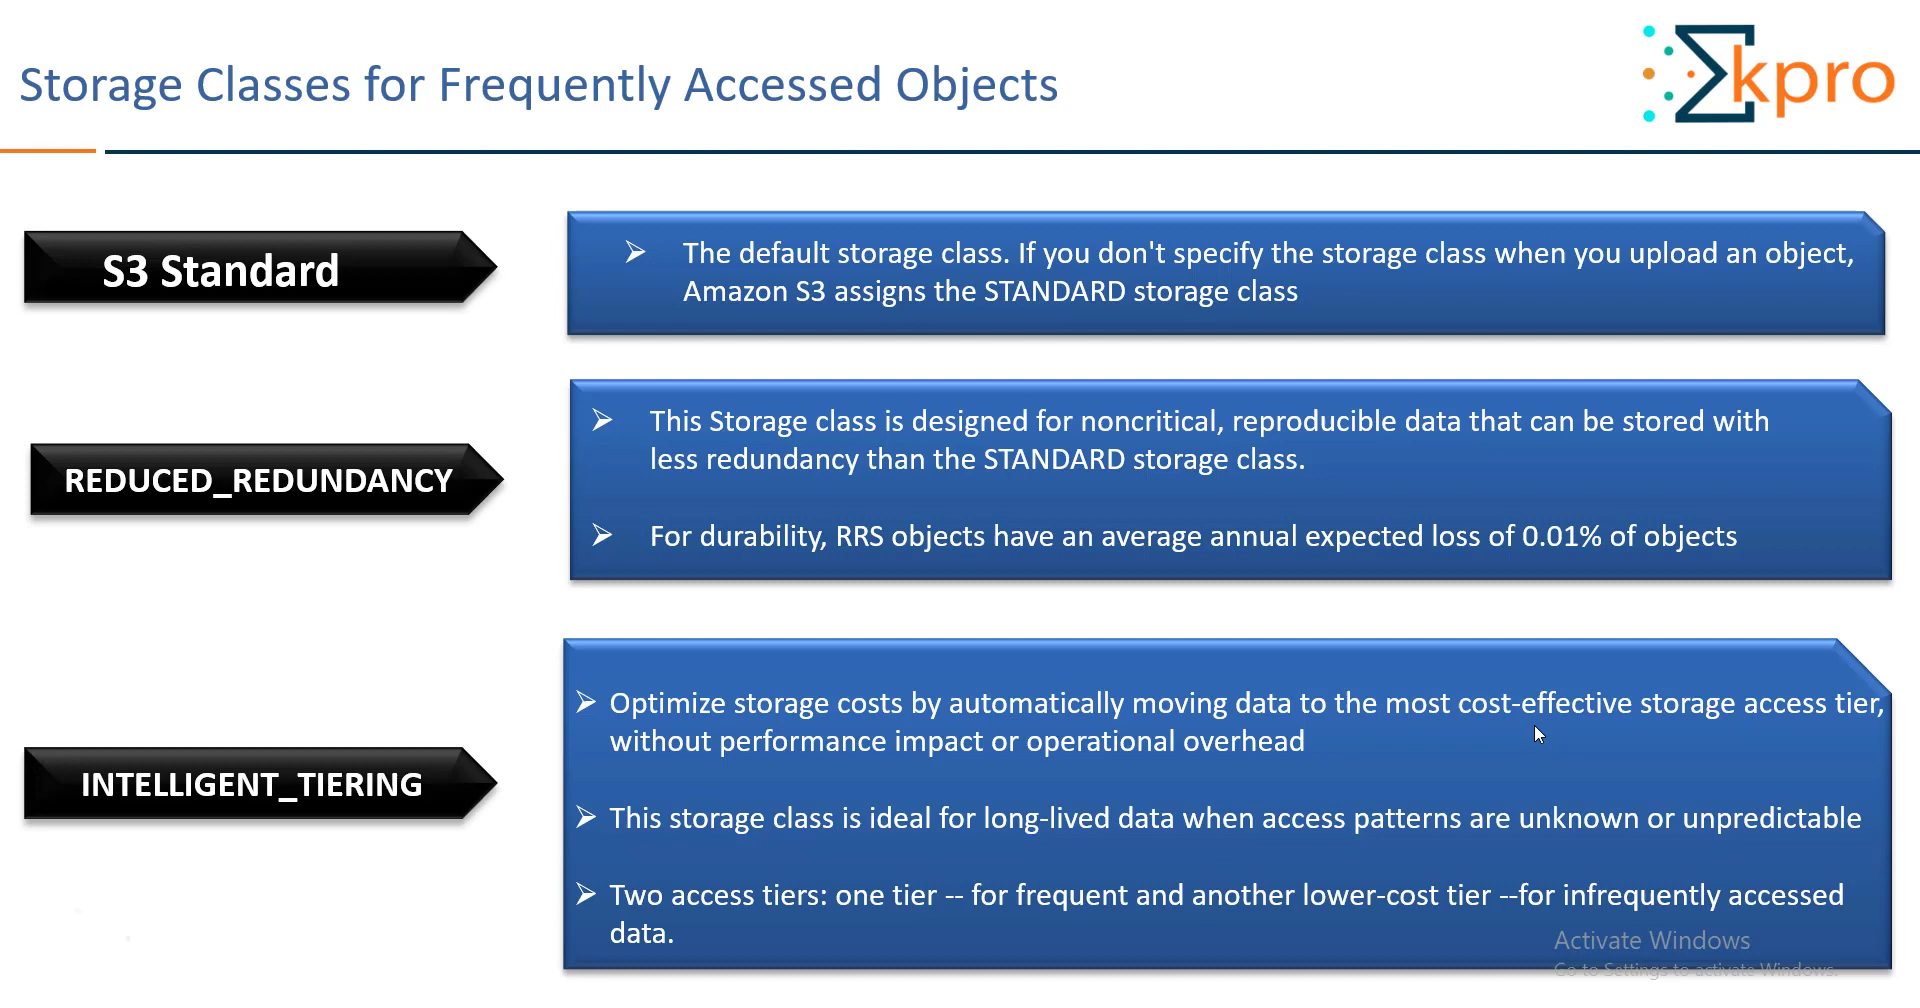 Storage Classes for Frequently Accessed Objects
Σkpro
S3 Standard
➢ The default storage class. If you don't specify the storage class when you upload an object,
Amazon S3 assigns the STANDARD storage class
REDUCED_REDUNDANCY
➢ This Storage class is designed for noncritical, reproducible data that can be stored with
less redundancy than the STANDARD storage class.
➢ For durability, RRS objects have an average annual expected loss of 0.01% of objects
INTELLIGENT_TIERING
➢ Optimize storage costs by automatically moving data to the most cost-effective storage access tier,
without performance impact or operational overhead
➢ This storage class is ideal for long-lived data when access patterns are unknown or unpredictable
➢ Two access tiers: one tier -- for frequent and another lower-cost tier --for infrequently accessed
data.
Activate Windows
Go to Settings to activate Windows.